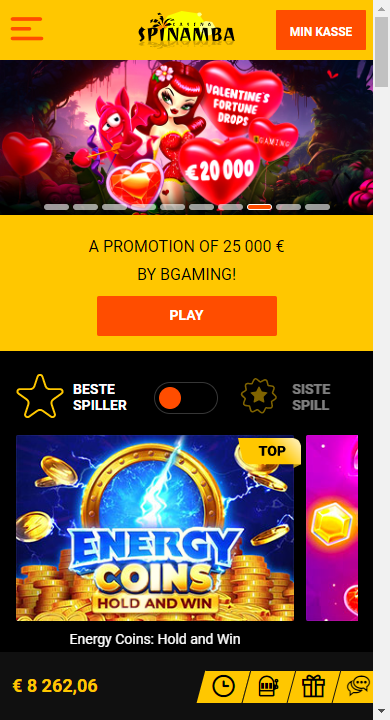 CASINO
SPINAMBA
MIN KASSE
VALENTINE'S
FORTUNE
DROPS
BGAMING
€20 000
A PROMOTION OF 25 000 €
BY BGAMING!
PLAY
BESTE
SPILLER
SISTE
SPILL
TOP
ENERGY
COINS
HOLD AND WIN
Energy Coins: Hold and Win
€ 8 262,06